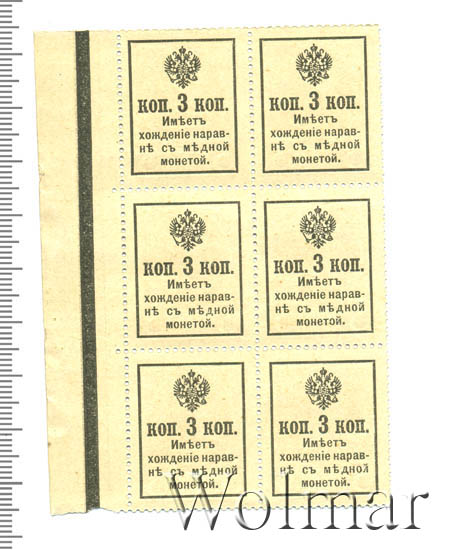 коп. 3 коп.
Имеетъ
хожденіе нарав-
нѣ съ мѣдной
монетой.
коп. 3 коп.
Имеетъ
хожденіе нарав-
нѣ съ мѣдной
монетой.
коп. 3 коп.
Имѣетъ
хожденіе нарав-
нѣ съ мѣдной
монетой.
коп. 3 коп.
Имѣетъ
хожденіе нарав-
нѣ съ мѣдной
монетой.
коп. 3 коп.
Имѣетъ
хожденіе нарав-
нѣ съ мѣдной
монетой.
коп. 3 коп.
Имѣетъ
хожденіе нарав-
нѣ съ мѣдной
монетой.
Wolmar